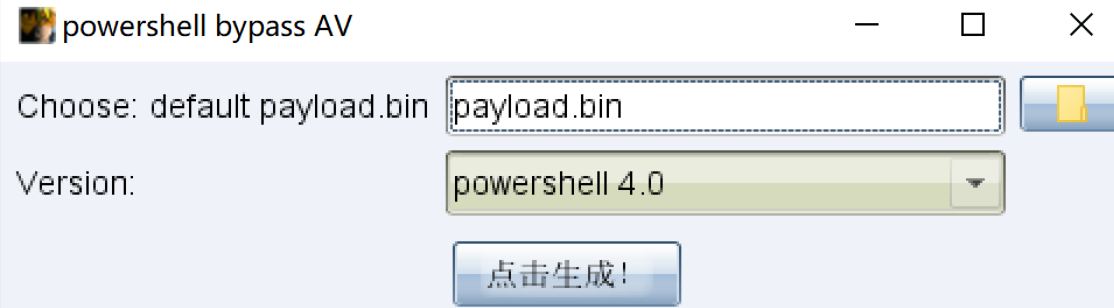 powershell bypass AV
Choose: default payload.bin payload.bin
Version: powershell 4.0
点击生成!